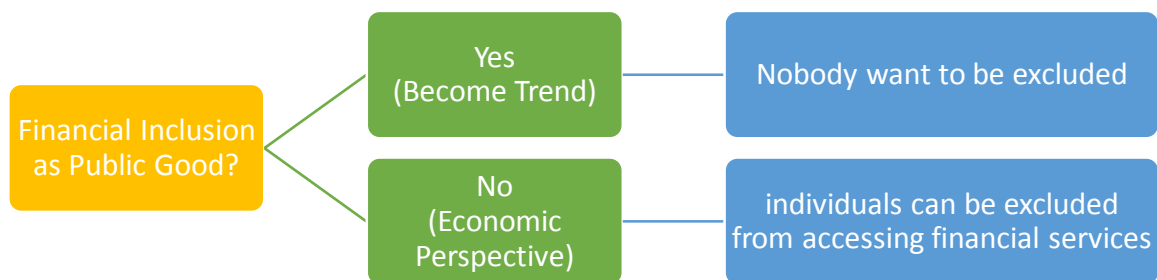 Financial Inclusion
as Public Good?
Yes
(Become Trend)
Nobody want to be excluded
No
(Economic
Perspective)
individuals can be excluded
from accessing financial services